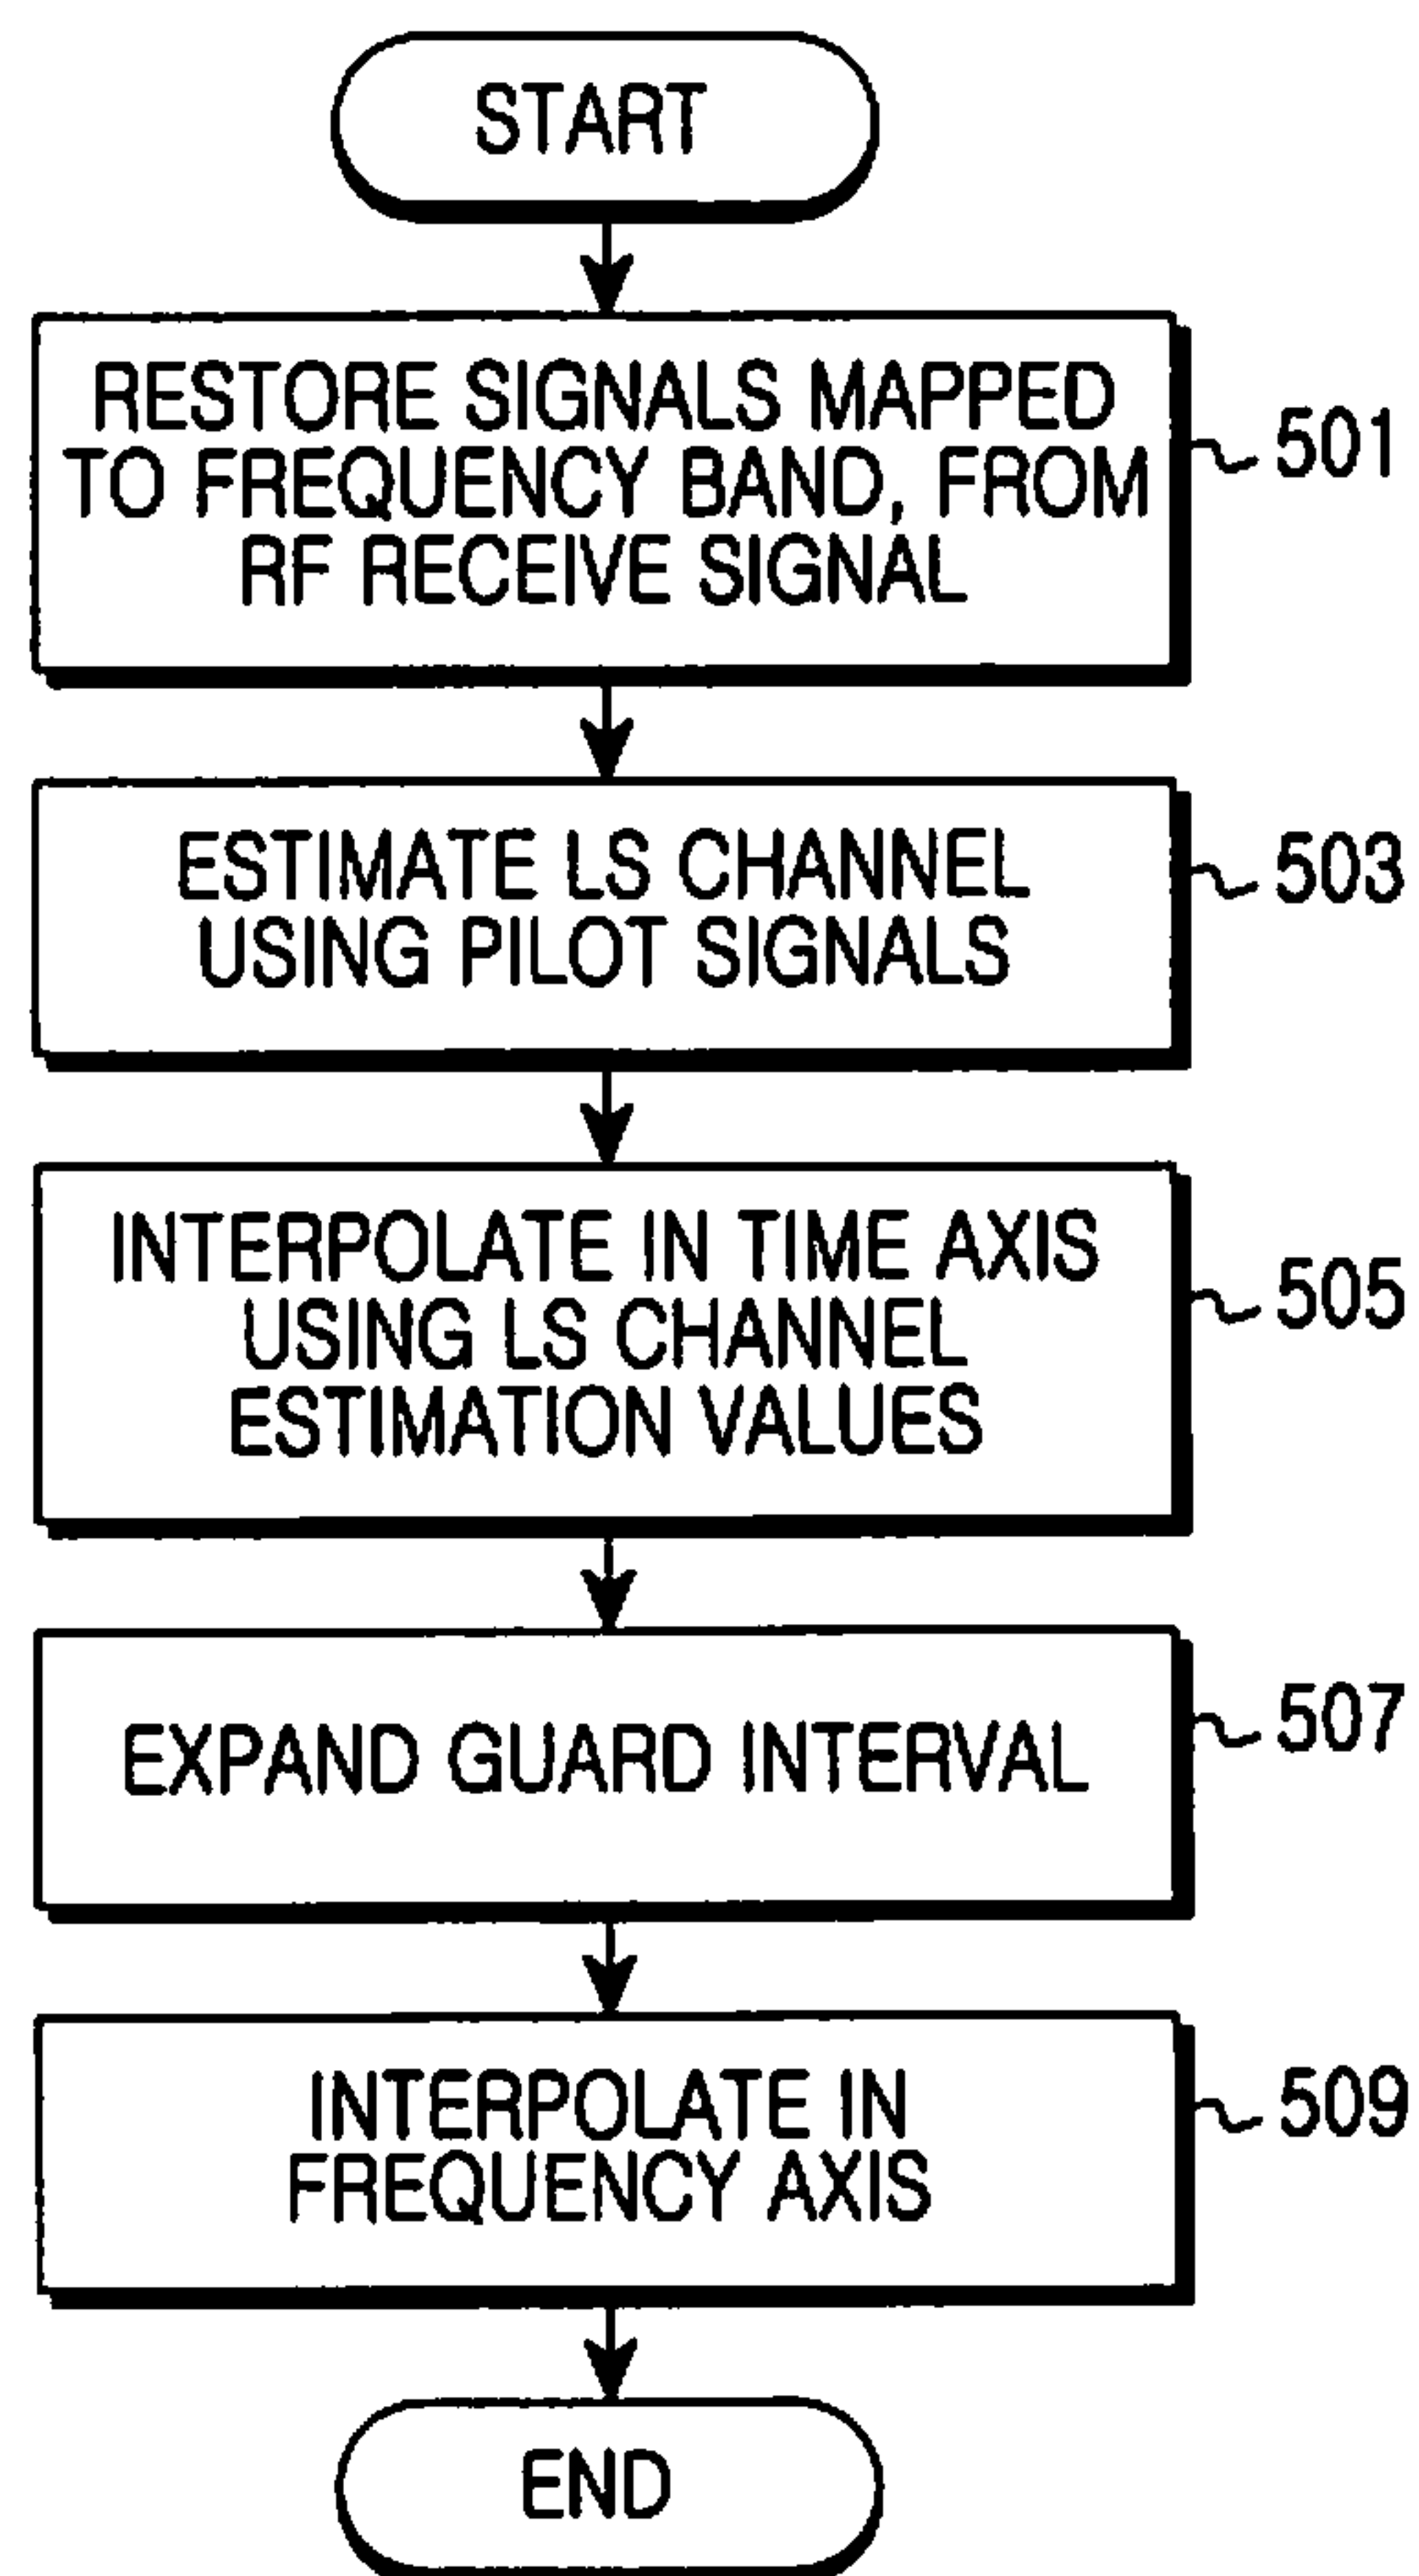 START
RESTORE SIGNALS MAPPED
TO FREQUENCY BAND, FROM
RF RECEIVE SIGNAL
501
ESTIMATE LS CHANNEL
USING PILOT SIGNALS
503
INTERPOLATE IN TIME AXIS
USING LS CHANNEL
ESTIMATION VALUES
505
EXPAND GUARD INTERVAL
507
INTERPOLATE IN
FREQUENCY AXIS
509
END